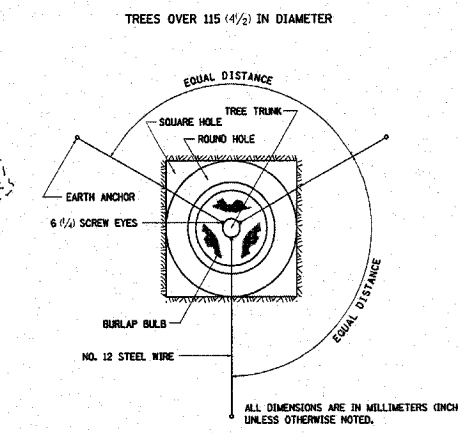 TREES OVER 115 (4½) IN DIAMETER
EQUAL DISTANCE
TREE TRUNK
SQUARE HOLE
ROUND HOLE
EARTH ANCHOR
6 (¼) SCREW EYES
EQUAL DISTANCE
BURLAP BULB
NO. 12 STEEL WIRE
ALL DIMENSIONS ARE IN MILLIMETERS (INCH
UNLESS OTHERWISE NOTED.